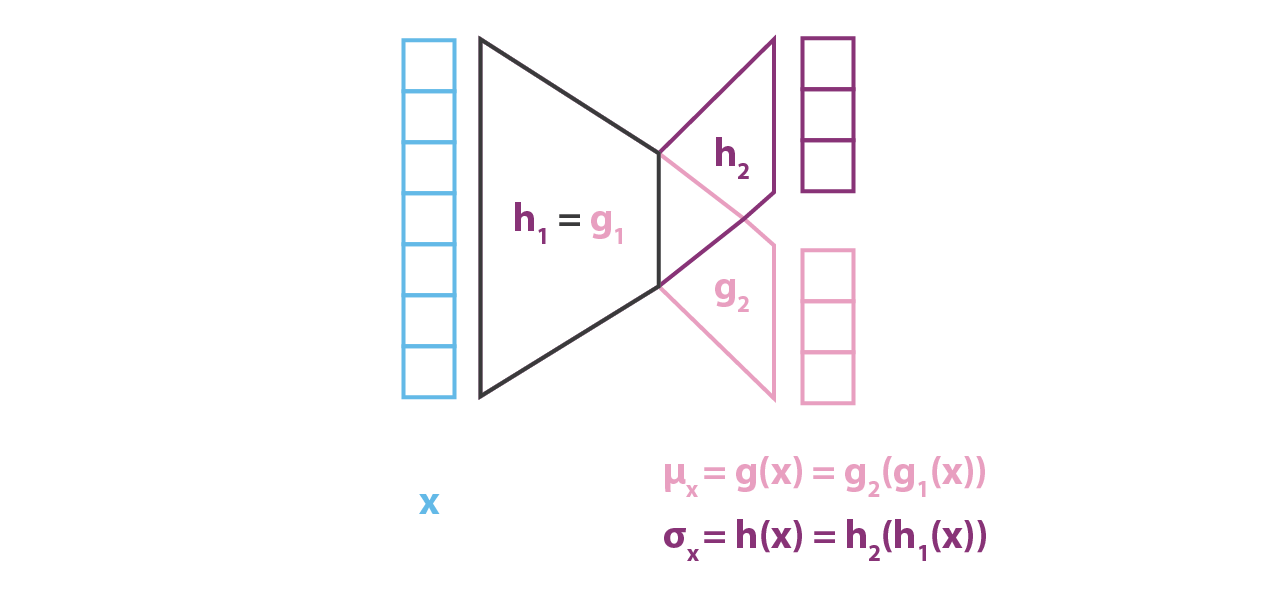 h₂
h₁ = g₁
g₂
μₓ = g(x) = g₂(g₁(x))
x
σₓ = h(x) = h₂(h₁(x))